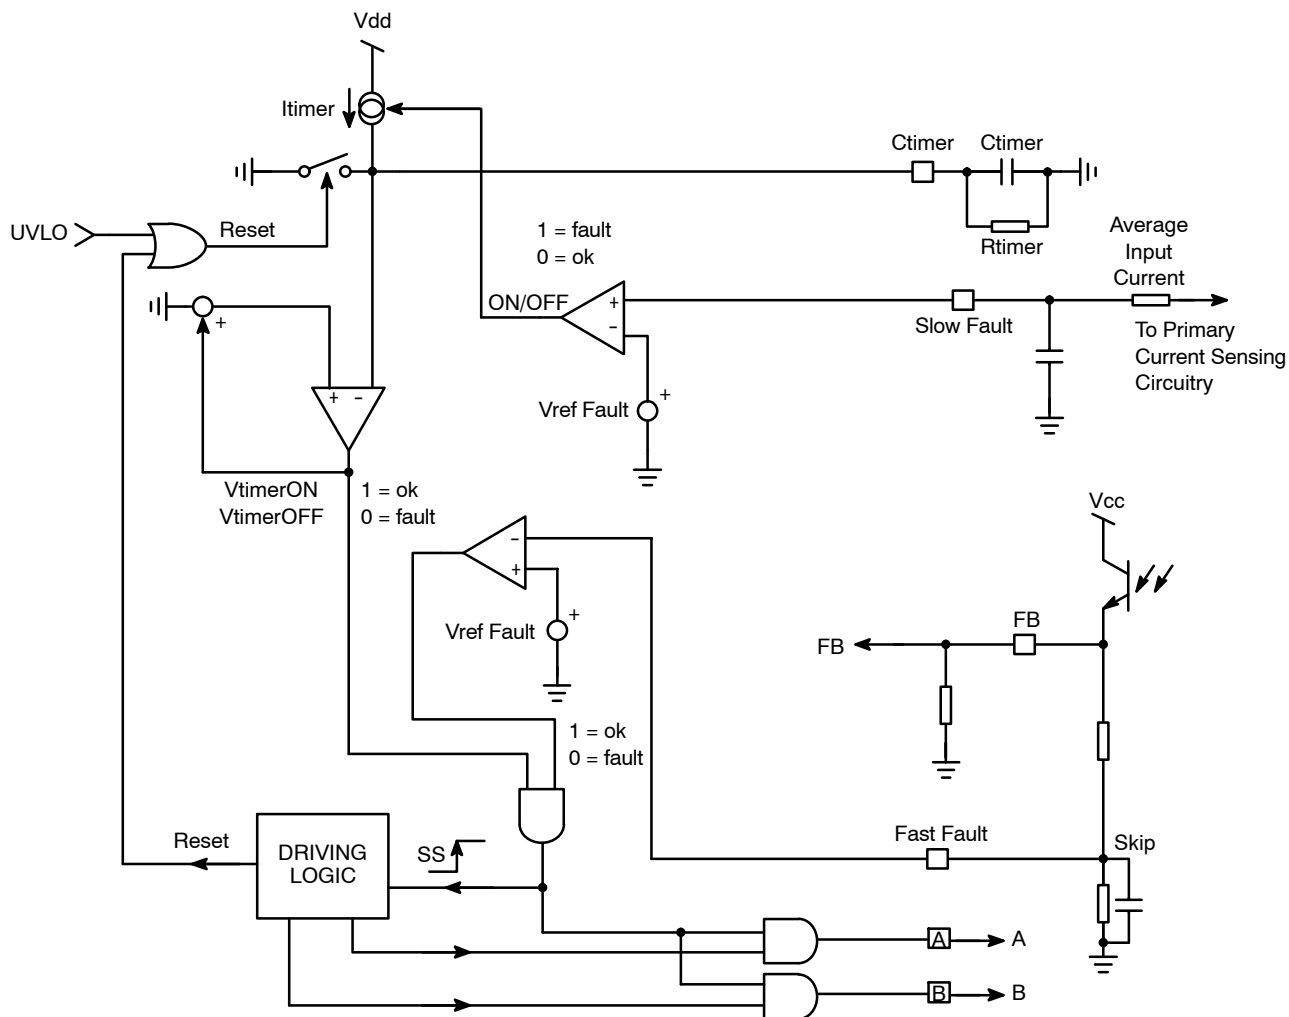 Vdd
Itimer
Ctimer
Ctimer
UVLO
Reset
1 = fault
0 = ok
Rtimer
Average
Input
Current
+
ON/OFF
+
–
Slow Fault
To Primary
Current Sensing
Circuitry
+ –
Vref Fault
+
VtimerON
VtimerOFF
1 = ok
0 = fault
Vcc
–
+
Vref Fault
+
FB
FB
1 = ok
0 = fault
Reset
DRIVING
LOGIC
SS
Fast Fault
Skip
A
A
B
B